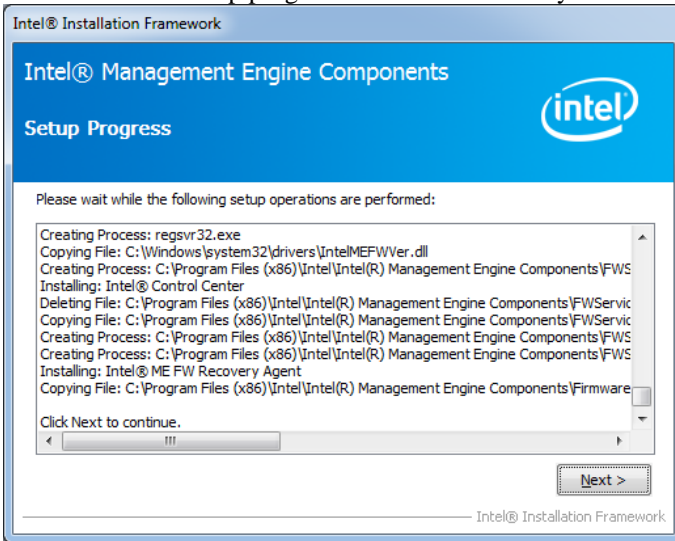 Intel® Installation Framework
Intel® Management Engine Components
intel
Setup Progress
Please wait while the following setup operations are performed:
Creating Process: regsvr32.exe
Copying File: C:\Windows\system32\drivers\IntelMEFWVer.dll
Creating Process: C:\Program Files (x86)\Intel\Intel(R) Management Engine Components\FWS
Installing: Intel® Control Center
Deleting File: C:\Program Files (x86)\Intel\Intel(R) Management Engine Components\FWServic
Copying File: C:\Program Files (x86)\Intel\Intel(R) Management Engine Components\FWServic
Creating Process: C:\Program Files (x86)\Intel\Intel(R) Management Engine Components\FWS
Creating Process: C:\Program Files (x86)\Intel\Intel(R) Management Engine Components\FWS
Installing: Intel® ME FW Recovery Agent
Copying File: C:\Program Files (x86)\Intel\Intel(R) Management Engine Components\Firmware
Click Next to continue.
Next >
Intel® Installation Framework